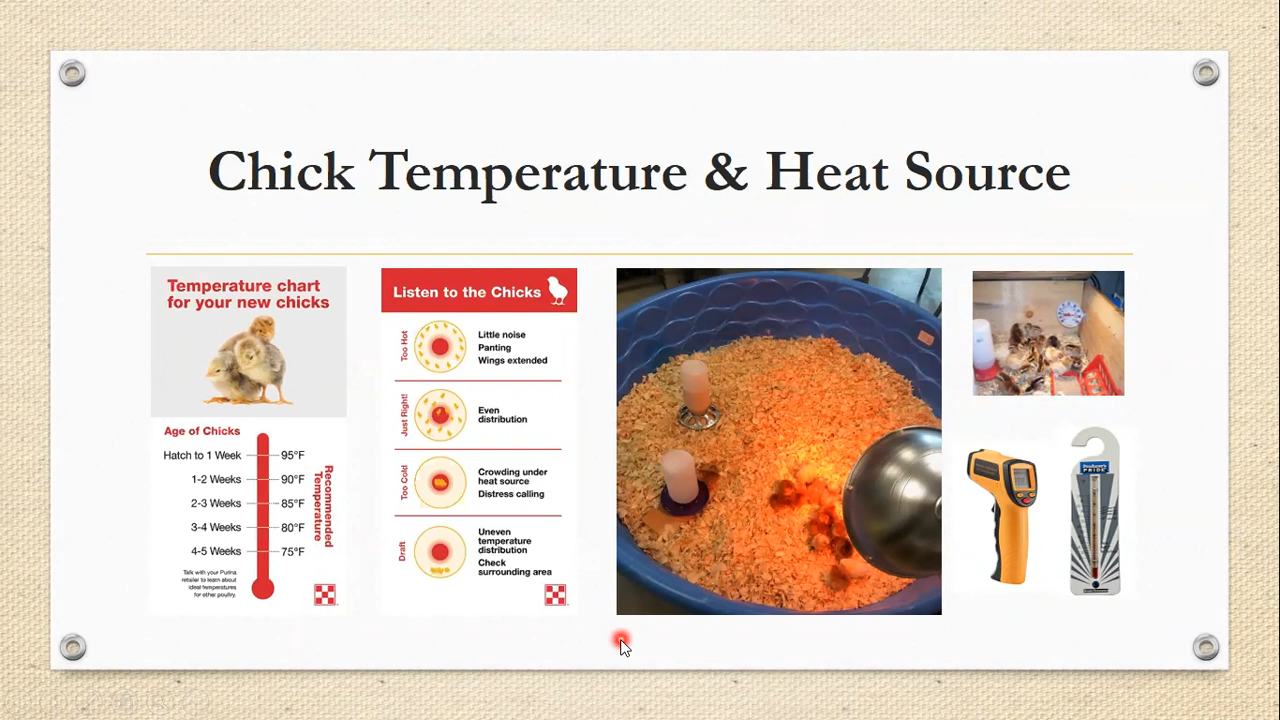 Chick Temperature & Heat Source
Temperature chart
for your new chicks
Age of Chicks
Hatch to 1 Week 95°F
1-2 Weeks 90°F
2-3 Weeks 85°F
3-4 Weeks 80°F
4-5 Weeks 75°F
Recommended
Temperature
Talk with your Purina
retailer to learn about
ideal temperatures
for other poultry.
Listen to the Chicks
Too Hot
Little noise
Panting
Wings extended
Just Right!
Even
distribution
Too Cold
Crowding under
heat source
Distress calling
Draft
Uneven
temperature
distribution
Check
surrounding area
Producer's
PRIDE